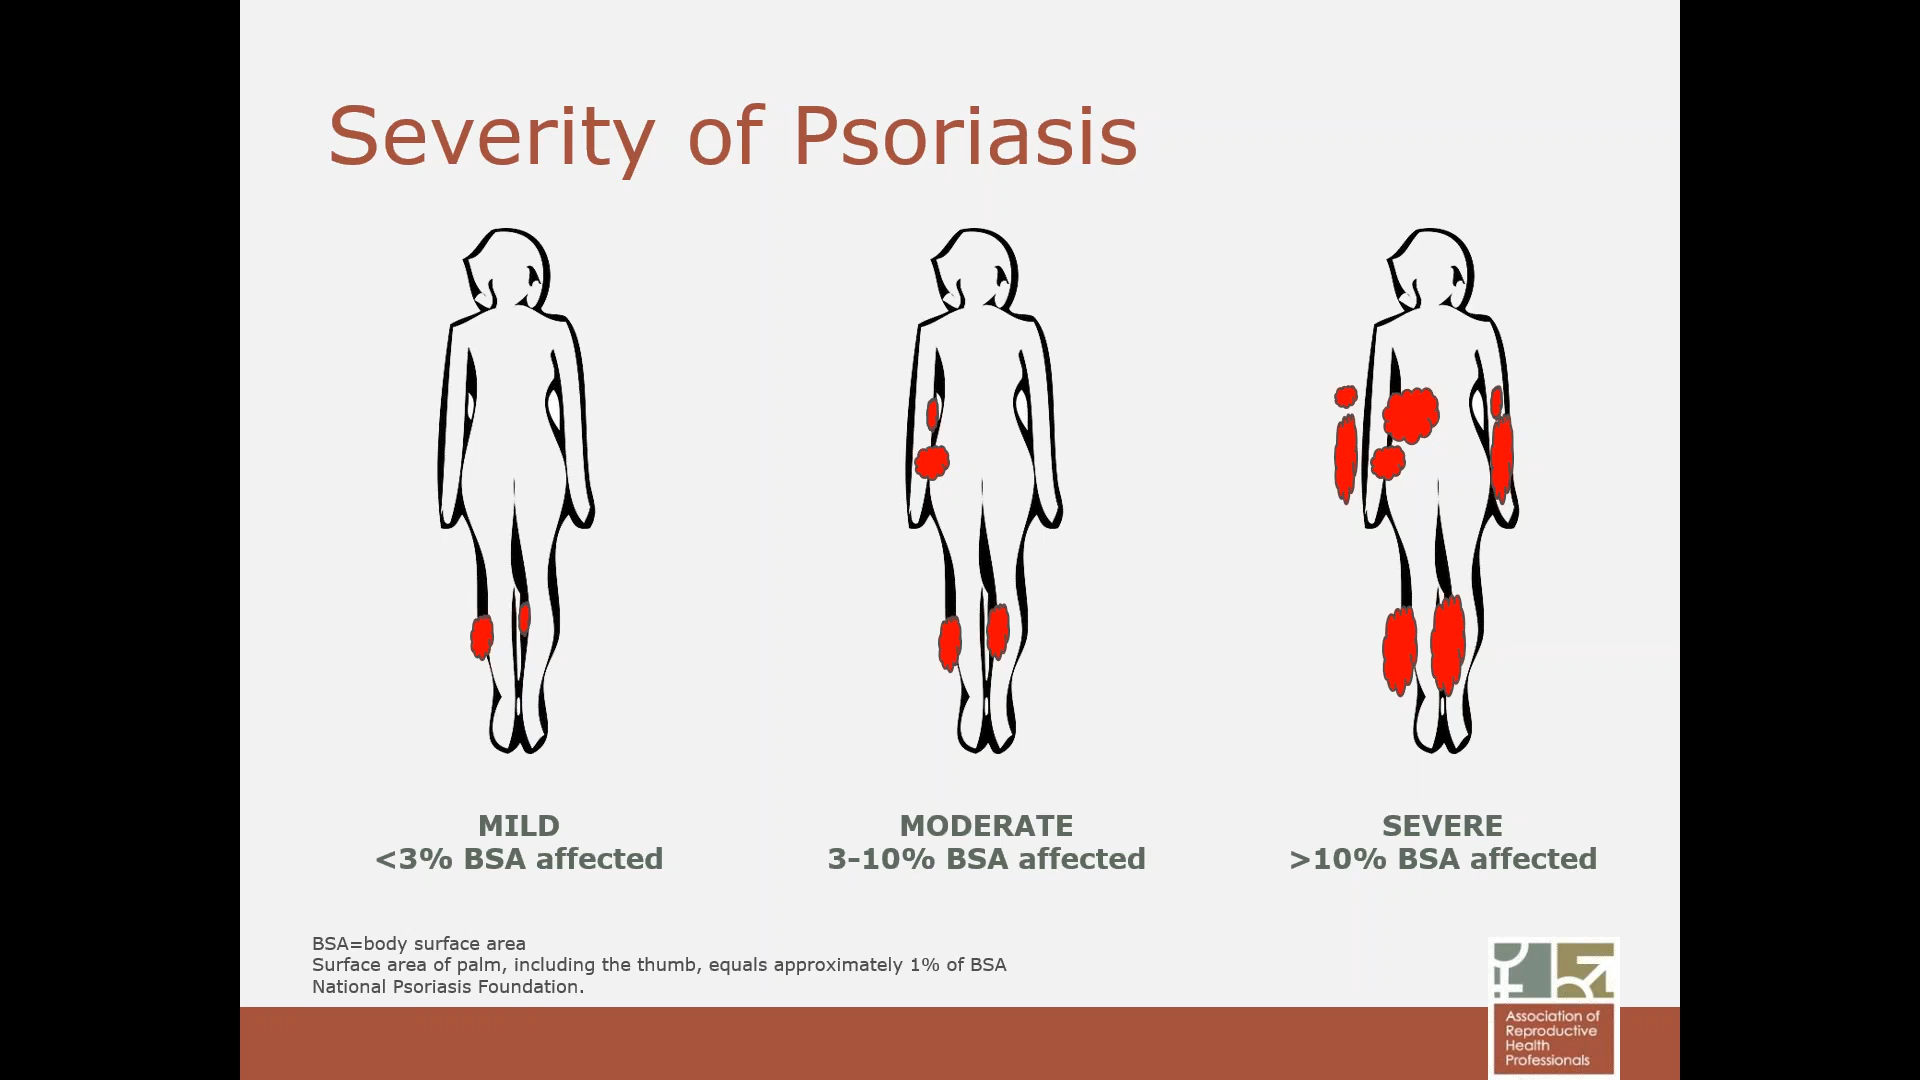 Severity of Psoriasis
MILD
<3% BSA affected
MODERATE
3-10% BSA affected
SEVERE
>10% BSA affected
BSA=body surface area
Surface area of palm, including the thumb, equals approximately 1% of BSA
National Psoriasis Foundation.
Association of
Reproductive
Health
Professionals